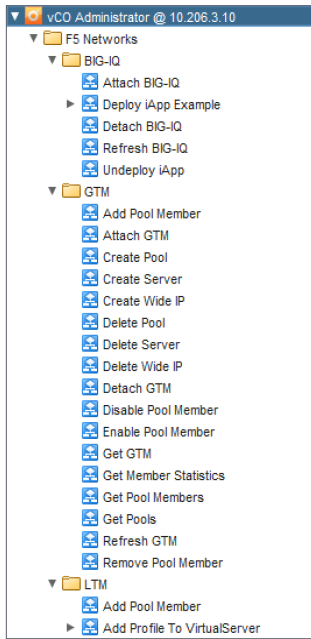 vCO Administrator @ 10.206.3.10
F5 Networks
BIG-IQ
Attach BIG-IQ
Deploy iApp Example
Detach BIG-IQ
Refresh BIG-IQ
Undeploy iApp
GTM
Add Pool Member
Attach GTM
Create Pool
Create Server
Create Wide IP
Delete Pool
Delete Server
Delete Wide IP
Detach GTM
Disable Pool Member
Enable Pool Member
Get GTM
Get Member Statistics
Get Pool Members
Get Pools
Refresh GTM
Remove Pool Member
LTM
Add Pool Member
Add Profile To VirtualServer